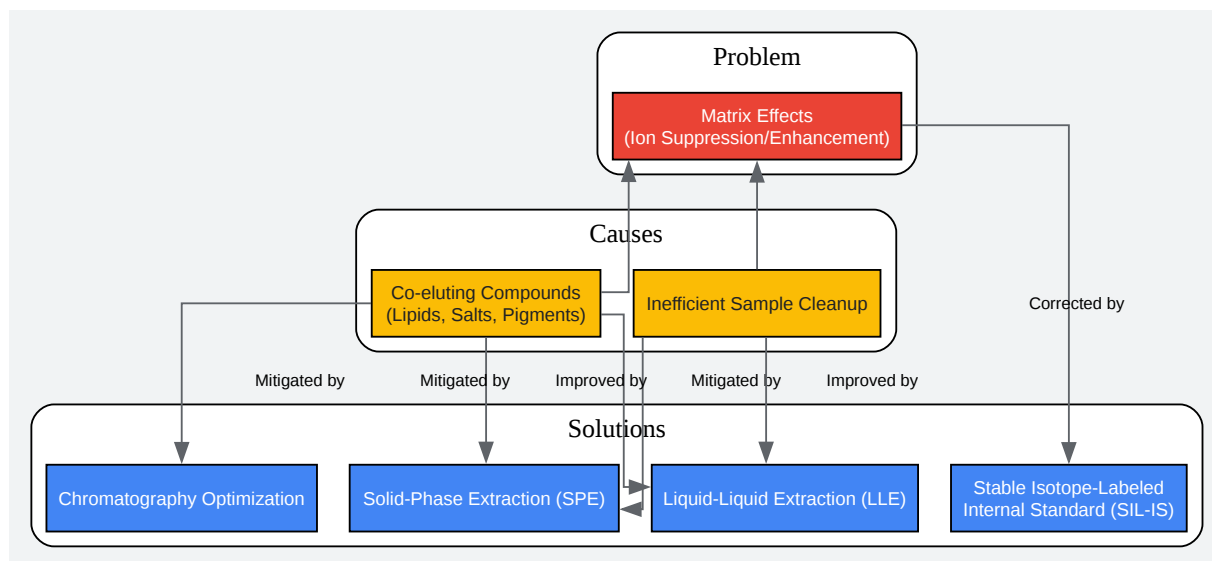 Problem
Matrix Effects
(Ion Suppression/Enhancement)
Causes
Co-eluting Compounds
(Lipids, Salts, Pigments)
Inefficient Sample Cleanup
Corrected by
Mitigated by
Mitigated by
Improved by
Mitigated by
Improved by
Solutions
Chromatography Optimization
Solid-Phase Extraction (SPE)
Liquid-Liquid Extraction (LLE)
Stable Isotope-Labeled
Internal Standard (SIL-IS)